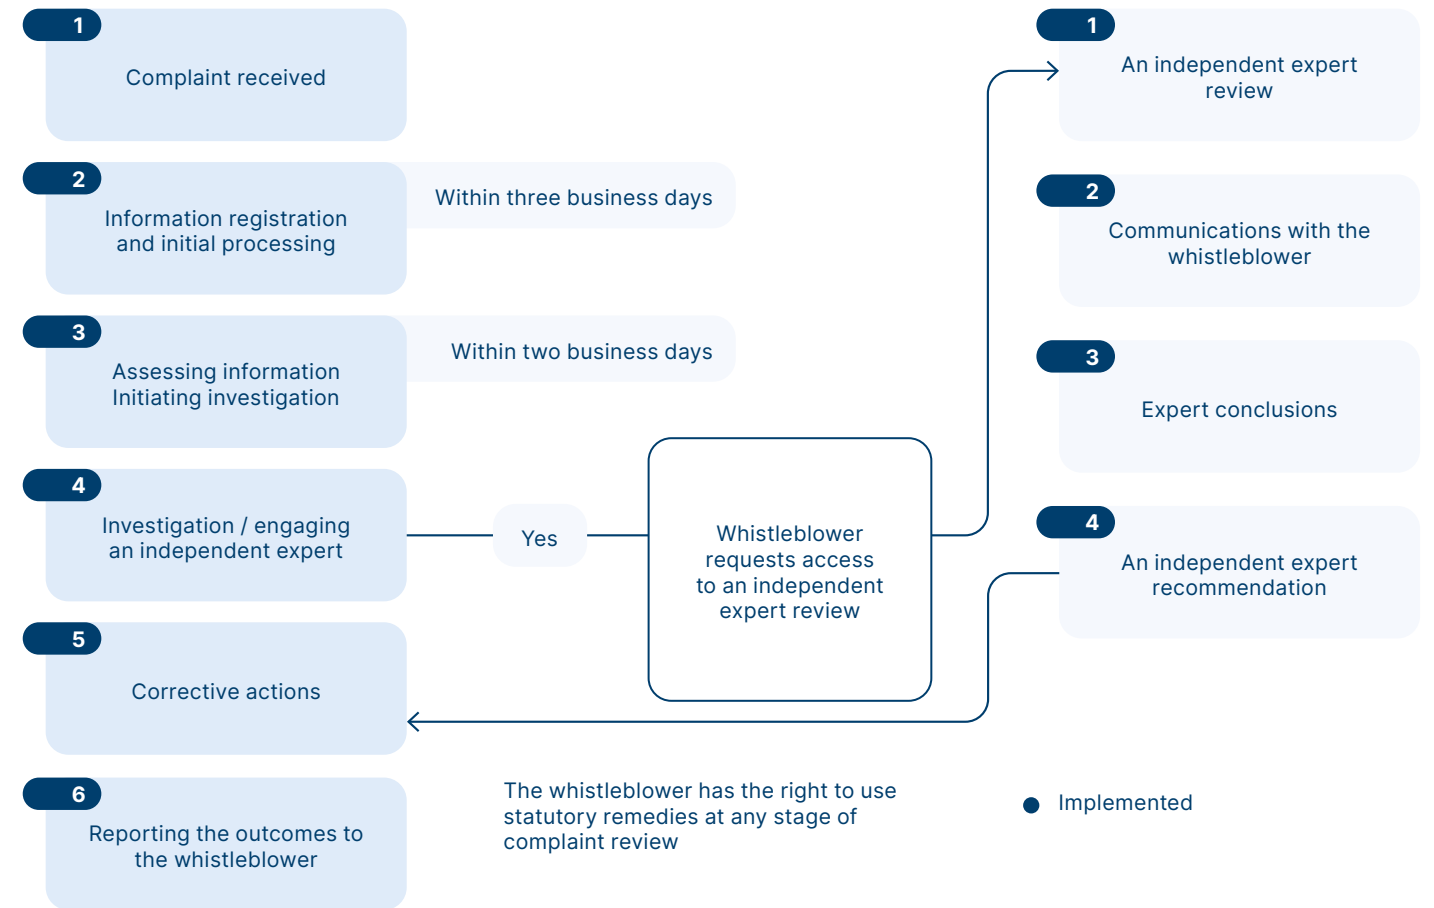 1
Complaint received
2
Information registration
and initial processing
Within three business days
3
Assessing information
Initiating investigation
Within two business days
4
Investigation / engaging
an independent expert
Yes
Whistleblower
requests access
to an independent
expert review
5
Corrective actions
6
Reporting the outcomes to
the whistleblower
1
An independent expert
review
2
Communications with the
whistleblower
3
Expert conclusions
4
An independent expert
recommendation
The whistleblower has the right to use
statutory remedies at any stage of
complaint review
Implemented